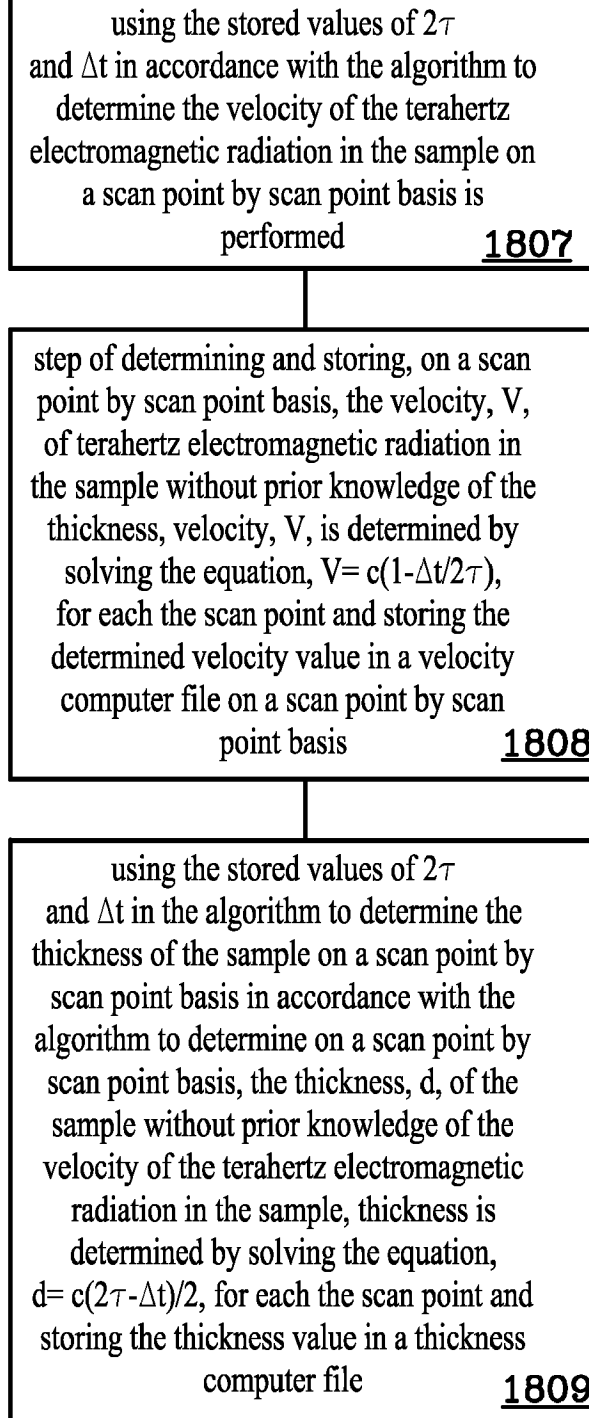 using the stored values of 2τ
and Δt in accordance with the algorithm to
determine the velocity of the terahertz
electromagnetic radiation in the sample on
a scan point by scan point basis is
performed 1807
step of determining and storing, on a scan
point by scan point basis, the velocity, V,
of terahertz electromagnetic radiation in
the sample without prior knowledge of the
thickness, velocity, V, is determined by
solving the equation, V= c(1-Δt/2τ),
for each the scan point and storing the
determined velocity value in a velocity
computer file on a scan point by scan
point basis 1808
using the stored values of 2τ
and Δt in the algorithm to determine the
thickness of the sample on a scan point by
scan point basis in accordance with the
algorithm to determine on a scan point by
scan point basis, the thickness, d, of the
sample without prior knowledge of the
velocity of the terahertz electromagnetic
radiation in the sample, thickness is
determined by solving the equation,
d= c(2τ-Δt)/2, for each the scan point and
storing the thickness value in a thickness
computer file 1809